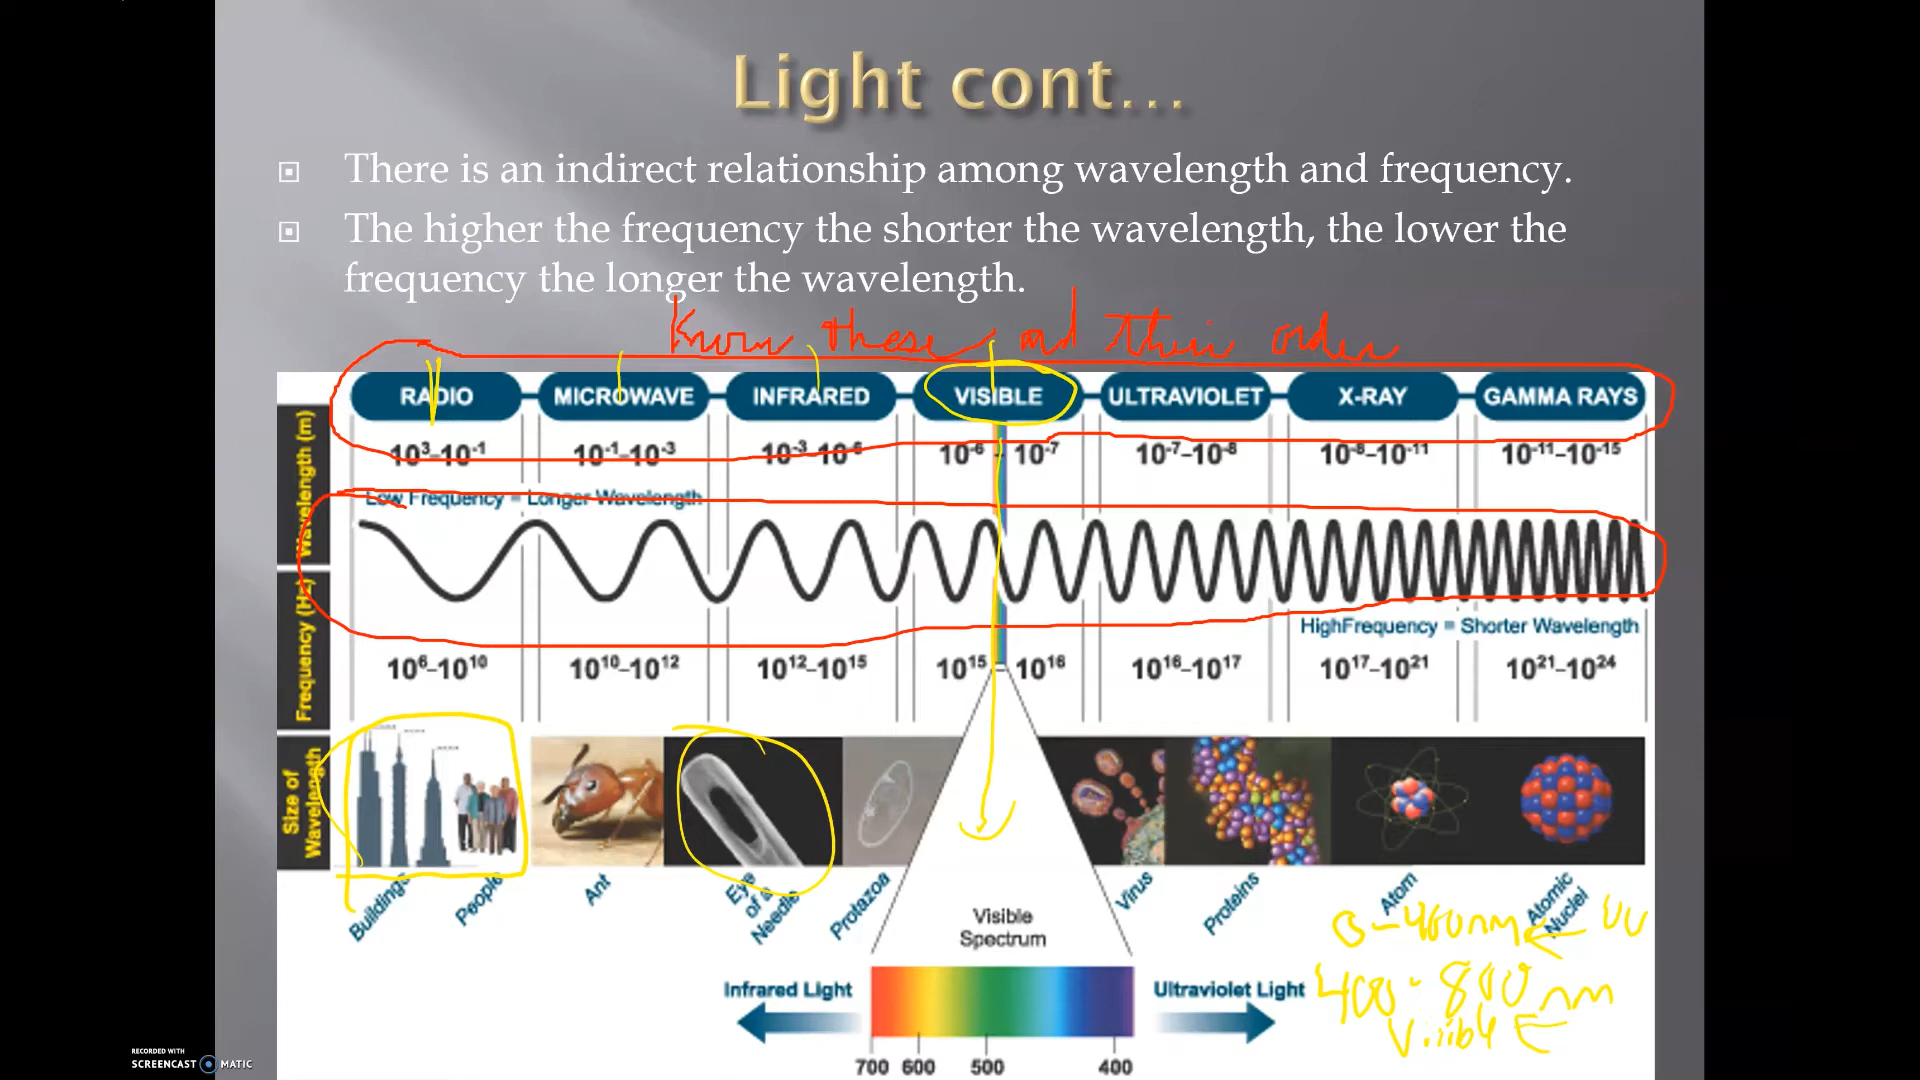 Light cont...
There is an indirect relationship among wavelength and frequency.
The higher the frequency the shorter the wavelength, the lower the
frequency the longer the wavelength.
Know these and their order
RADIO MICROWAVE INFRARED VISIBLE ULTRAVIOLET X-RAY GAMMA RAYS
Wavelength (m)
10³–10⁻¹ 10⁻¹–10⁻³ 10⁻³ 10⁻⁶ 10⁻⁶ - 10⁻⁷ 10⁻⁷–10⁻⁸ 10⁻⁸–10⁻¹¹ 10⁻¹¹–10⁻¹⁵
Low Frequency = Longer Wavelength
HighFrequency = Shorter Wavelength
Frequency (Hz)
10⁶–10¹⁰ 10¹⁰–10¹² 10¹²–10¹⁵ 10¹⁵ – 10¹⁶ 10¹⁶–10¹⁷ 10¹⁷–10²¹ 10²¹–10²⁴
Size of
Wavelength
Buildings
People
Ant
Eye
of a
Needle
Protazoa
Virus
Proteins
Atom
Atomic
Nuclei
Visible
Spectrum
0-400nm ← UV
400-800 nm
Visible
Infrared Light
Ultraviolet Light
700 600 500 400
RECORDED WITH
SCREENCAST MATIC